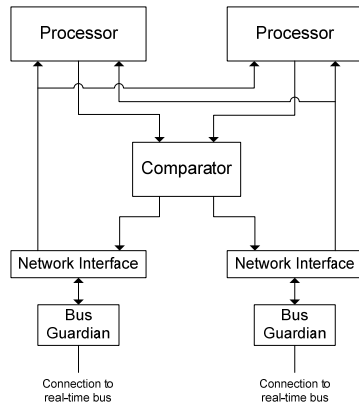 Processor
Processor
Comparator
Network Interface
Network Interface
Bus
Guardian
Bus
Guardian
Connection to
real-time bus
Connection to
real-time bus